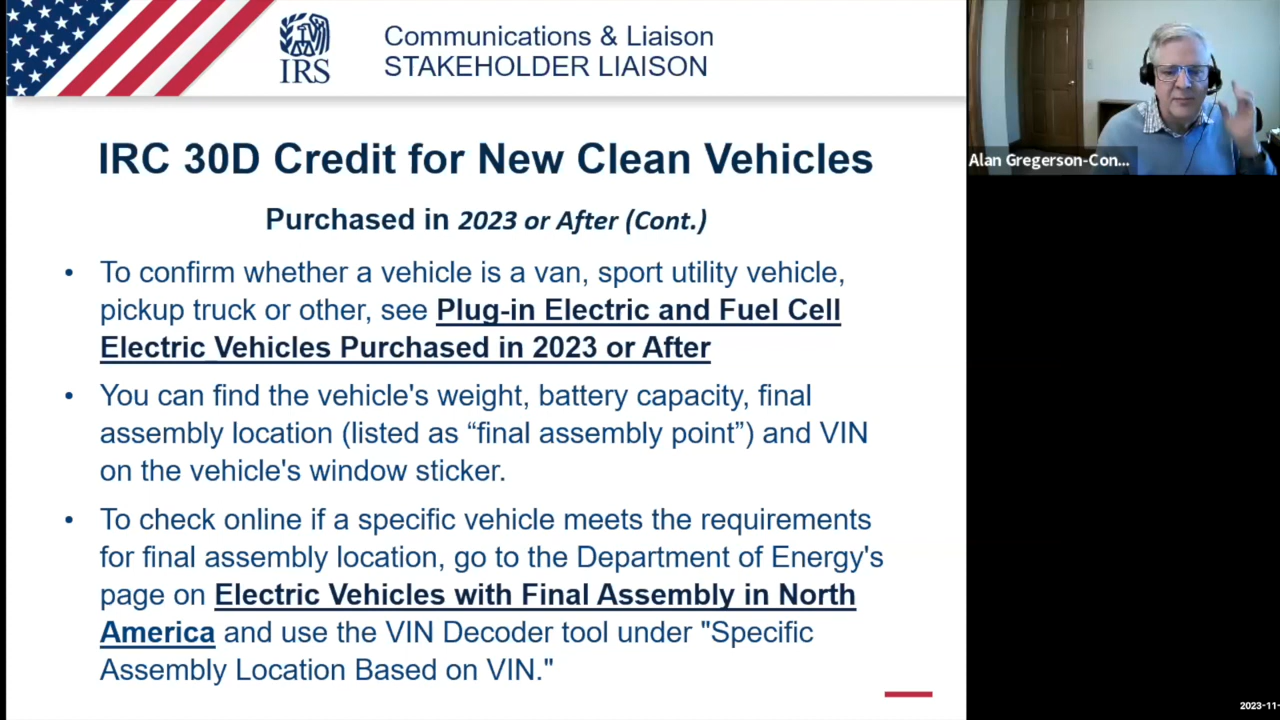 IRS
Communications & Liaison
STAKEHOLDER LIAISON
IRC 30D Credit for New Clean Vehicles
Purchased in 2023 or After (Cont.)
• To confirm whether a vehicle is a van, sport utility vehicle,
pickup truck or other, see Plug-in Electric and Fuel Cell
Electric Vehicles Purchased in 2023 or After
• You can find the vehicle's weight, battery capacity, final
assembly location (listed as “final assembly point”) and VIN
on the vehicle's window sticker.
• To check online if a specific vehicle meets the requirements
for final assembly location, go to the Department of Energy's
page on Electric Vehicles with Final Assembly in North
America and use the VIN Decoder tool under "Specific
Assembly Location Based on VIN."
Alan Gregerson-Con...
2023-11-